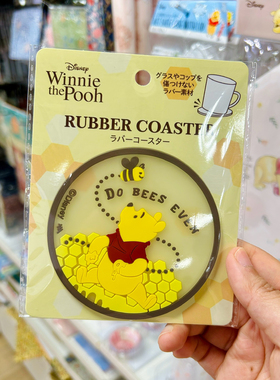 Disney
Winnie
the Pooh
グラスやコップを
傷つけない
ラバー素材
RUBBER COASTER
ラバーコースター
DO BEES EVER
©Disney